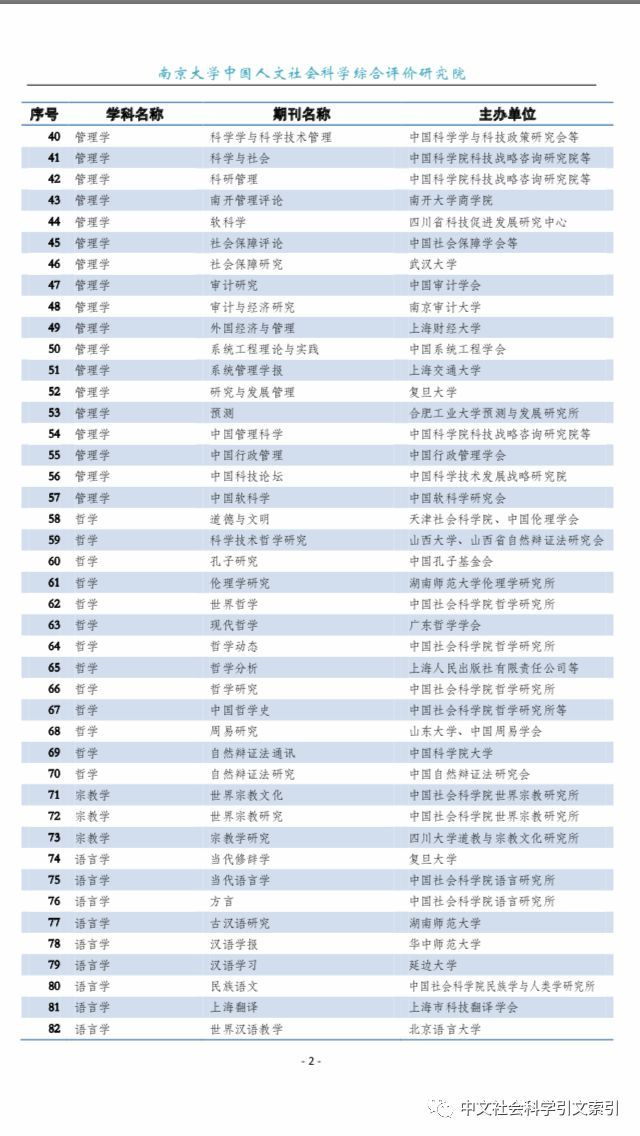 南京大学中国人文社会科学综合评价研究院
序号 学科名称 期刊名称 主办单位
40 管理学 科学学与科学技术管理 中国科学学与科技政策研究会等
41 管理学 科学与社会 中国科学院科技战略咨询研究院等
42 管理学 科研管理 中国科学院科技战略咨询研究院等
43 管理学 南开管理评论 南开大学商学院
44 管理学 软科学 四川省科技促进发展研究中心
45 管理学 社会保障评论 中国社会保障学会等
46 管理学 社会保障研究 武汉大学
47 管理学 审计研究 中国审计学会
48 管理学 审计与经济研究 南京审计大学
49 管理学 外国经济与管理 上海财经大学
50 管理学 系统工程理论与实践 中国系统工程学会
51 管理学 系统管理学报 上海交通大学
52 管理学 研究与发展管理 复旦大学
53 管理学 预测 合肥工业大学预测与发展研究所
54 管理学 中国管理科学 中国科学院科技战略咨询研究院等
55 管理学 中国行政管理 中国行政管理学会
56 管理学 中国科技论坛 中国科学技术发展战略研究院
57 管理学 中国软科学 中国软科学研究会
58 哲学 道德与文明 天津社会科学院、中国伦理学会
59 哲学 科学技术哲学研究 山西大学、山西省自然辩证法研究会
60 哲学 孔子研究 中国孔子基金会
61 哲学 伦理学研究 湖南师范大学伦理学研究所
62 哲学 世界哲学 中国社会科学院哲学研究所
63 哲学 现代哲学 广东哲学学会
64 哲学 哲学动态 中国社会科学院哲学研究所
65 哲学 哲学分析 上海人民出版社有限责任公司等
66 哲学 哲学研究 中国社会科学院哲学研究所
67 哲学 中国哲学史 中国社会科学院哲学研究所等
68 哲学 周易研究 山东大学、中国周易学会
69 哲学 自然辩证法通讯 中国科学院大学
70 哲学 自然辩证法研究 中国自然辩证法研究会
71 宗教学 世界宗教文化 中国社会科学院世界宗教研究所
72 宗教学 世界宗教研究 中国社会科学院世界宗教研究所
73 宗教学 宗教学研究 四川大学道教与宗教文化研究所
74 语言学 当代修辞学 复旦大学
75 语言学 当代语言学 中国社会科学院语言研究所
76 语言学 方言 中国社会科学院语言研究所
77 语言学 古汉语研究 湖南师范大学
78 语言学 汉语学报 华中师范大学
79 语言学 汉语学习 延边大学
80 语言学 民族语文 中国社会科学院民族学与人类学研究所
81 语言学 上海翻译 上海市科技翻译学会
82 语言学 世界汉语教学 北京语言大学
- 2 -
中文社会科学引文索引